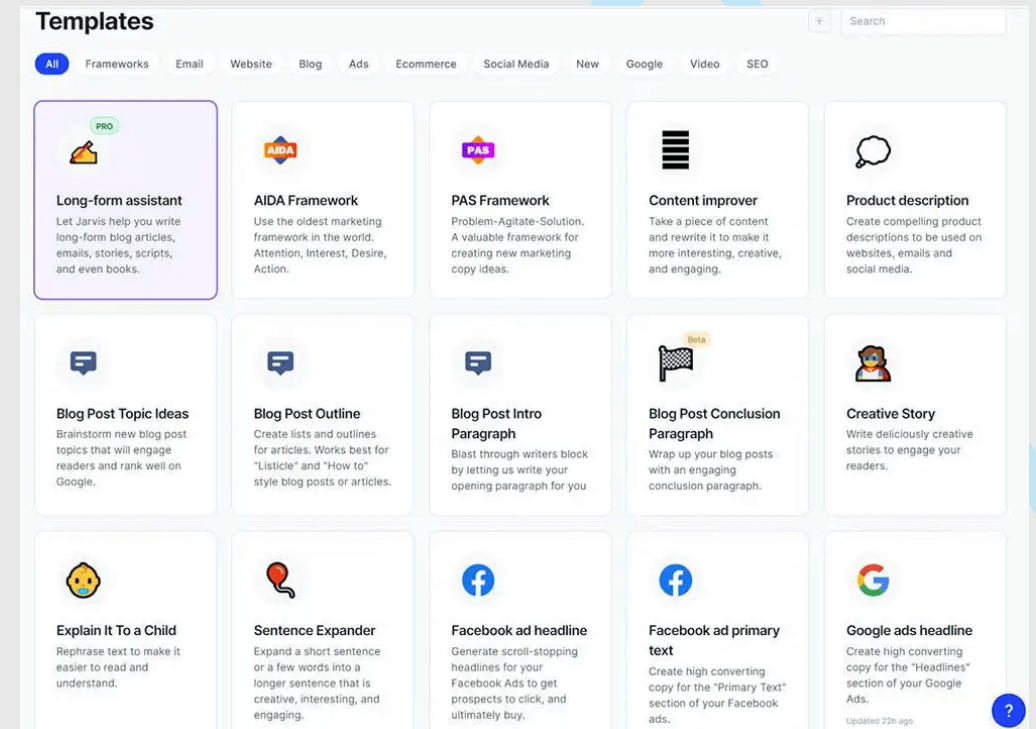 Templates
Search
All Frameworks Email Website Blog Ads Ecommerce Social Media New Google Video SEO
PRO
Long-form assistant
Let Jarvis help you write
long-form blog articles,
emails, stories, scripts,
and even books.
AIDA
AIDA Framework
Use the oldest marketing
framework in the world.
Attention, Interest, Desire,
Action.
PAS
PAS Framework
Problem-Agitate-Solution.
A valuable framework for
creating new marketing
copy ideas.
Content improver
Take a piece of content
and rewrite it to make it
more interesting, creative,
and engaging.
Product description
Create compelling product
descriptions to be used on
websites, emails and
social media.
Blog Post Topic Ideas
Brainstorm new blog post
topics that will engage
readers and rank well on
Google.
Blog Post Outline
Create lists and outlines
for articles. Works best for
"Listicle" and "How to"
style blog posts or articles.
Blog Post Intro
Paragraph
Blast through writers block
by letting us write your
opening paragraph for you
Beta
Blog Post Conclusion
Paragraph
Wrap up your blog posts
with an engaging
conclusion paragraph.
Creative Story
Write deliciously creative
stories to engage your
readers.
Explain It To a Child
Rephrase text to make it
easier to read and
understand.
Sentence Expander
Expand a short sentence
or a few words into a
longer sentence that is
creative, interesting, and
engaging.
Facebook ad headline
Generate scroll-stopping
headlines for your
Facebook Ads to get
prospects to click, and
ultimately buy.
Facebook ad primary
text
Create high converting
copy for the "Primary Text"
section of your Facebook
ads.
Google ads headline
Create high converting
copy for the "Headlines"
section of your Google
Ads.
Updated 22h ago
?